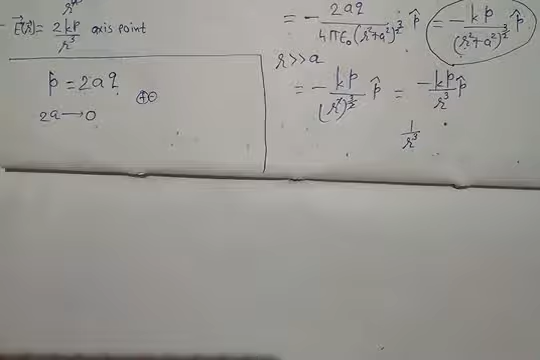 r⁴
- E⃗(r⃗) = 2kp/r³ axis point
p⃗ = 2aq
2a → 0
⊕⊖
= - 2aq/4πε₀(r²+a²)^(3/2) p̂ = -kp/(r²+a²)^(3/2) p̂
r>>a
= - kp/(r²)^(3/2) p̂ = -kp/r³ p̂
1/r³